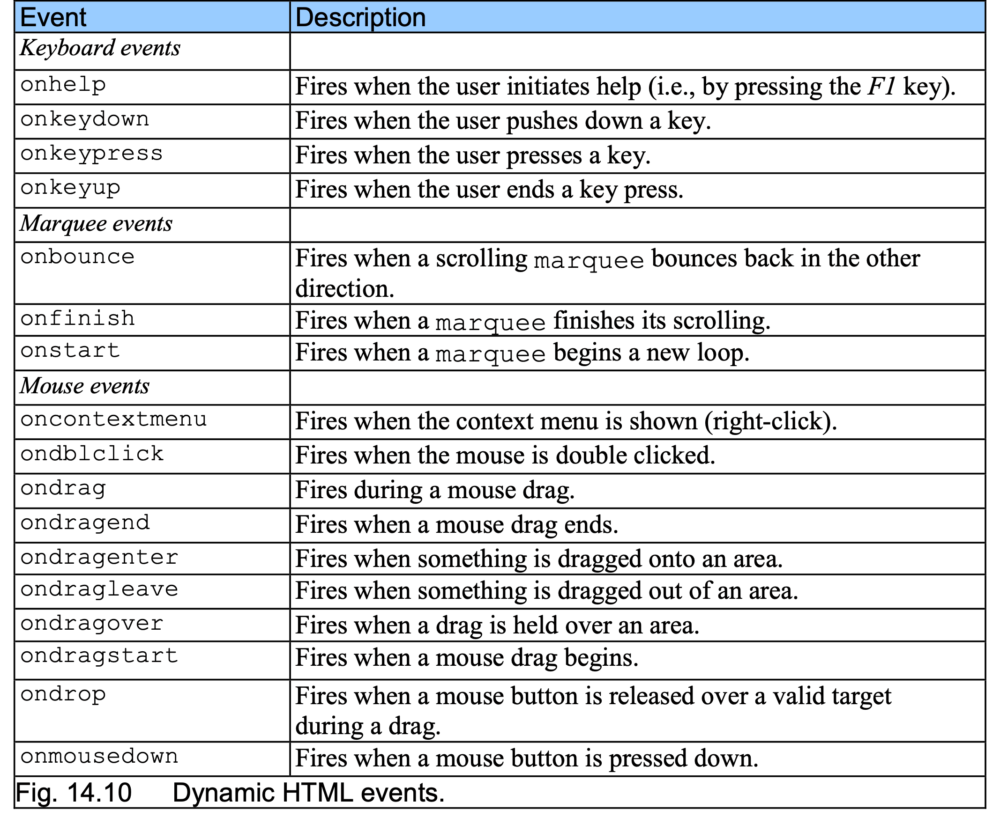 Event Description
Keyboard events
onhelp Fires when the user initiates help (i.e., by pressing the F1 key).
onkeydown Fires when the user pushes down a key.
onkeypress Fires when the user presses a key.
onkeyup Fires when the user ends a key press.
Marquee events
onbounce Fires when a scrolling marquee bounces back in the other
direction.
onfinish Fires when a marquee finishes its scrolling.
onstart Fires when a marquee begins a new loop.
Mouse events
oncontextmenu Fires when the context menu is shown (right-click).
ondblclick Fires when the mouse is double clicked.
ondrag Fires during a mouse drag.
ondragend Fires when a mouse drag ends.
ondragenter Fires when something is dragged onto an area.
ondragleave Fires when something is dragged out of an area.
ondragover Fires when a drag is held over an area.
ondragstart Fires when a mouse drag begins.
ondrop Fires when a mouse button is released over a valid target
during a drag.
onmousedown Fires when a mouse button is pressed down.
Fig. 14.10 Dynamic HTML events.